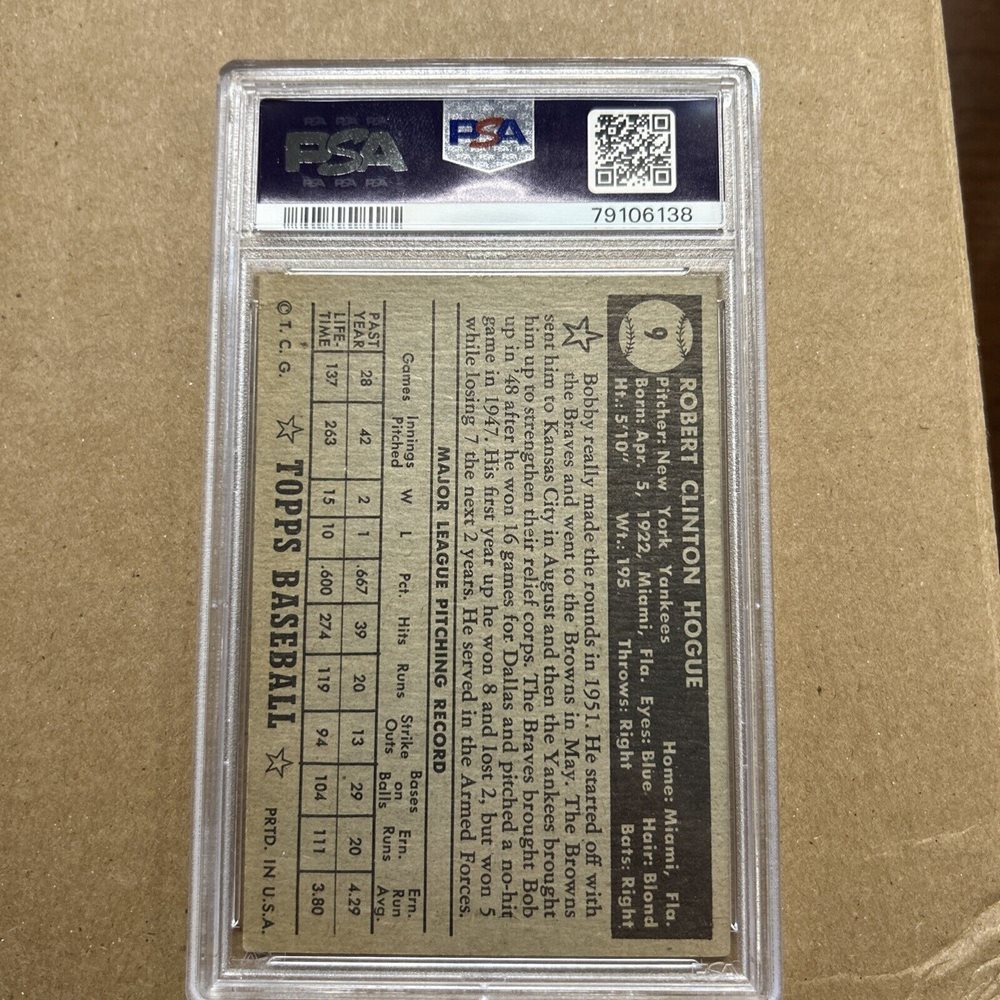 PSA
PSA
79106138
9
ROBERT CLINTON HOGUE
Pitcher: New York Yankees Home: Miami, Fla.
Born: Apr. 5, 1922, Miami, Fla. Eyes: Blue Hair: Blond
Ht.: 5'10" Wt.: 195 Throws: Right Bats: Right
Bobby really made the rounds in 1951. He started off with
the Braves and went to the Browns in May. The Browns
sent him to Kansas City in August and then the Yankees brought
him up to strengthen their relief corps. The Braves brought Bob
up in '48 after he won 16 games for Dallas and pitched a no-hit
game in 1947. His first year up he won 8 and lost 2, but won 5
while losing 7 the next 2 years. He served in the Armed Forces.
MAJOR LEAGUE PITCHING RECORD
Games Innings Pitched W L Pct. Hits Runs Strike Outs Bases on Balls Ern. Runs Ern. Run Avg.
PAST YEAR 28 42 2 1 .667 39 20 13 29 20 4.29
LIFE-TIME 137 263 15 10 .600 274 119 94 104 111 3.80
© T. C. G. TOPPS BASEBALL PRTD. IN U.S.A.